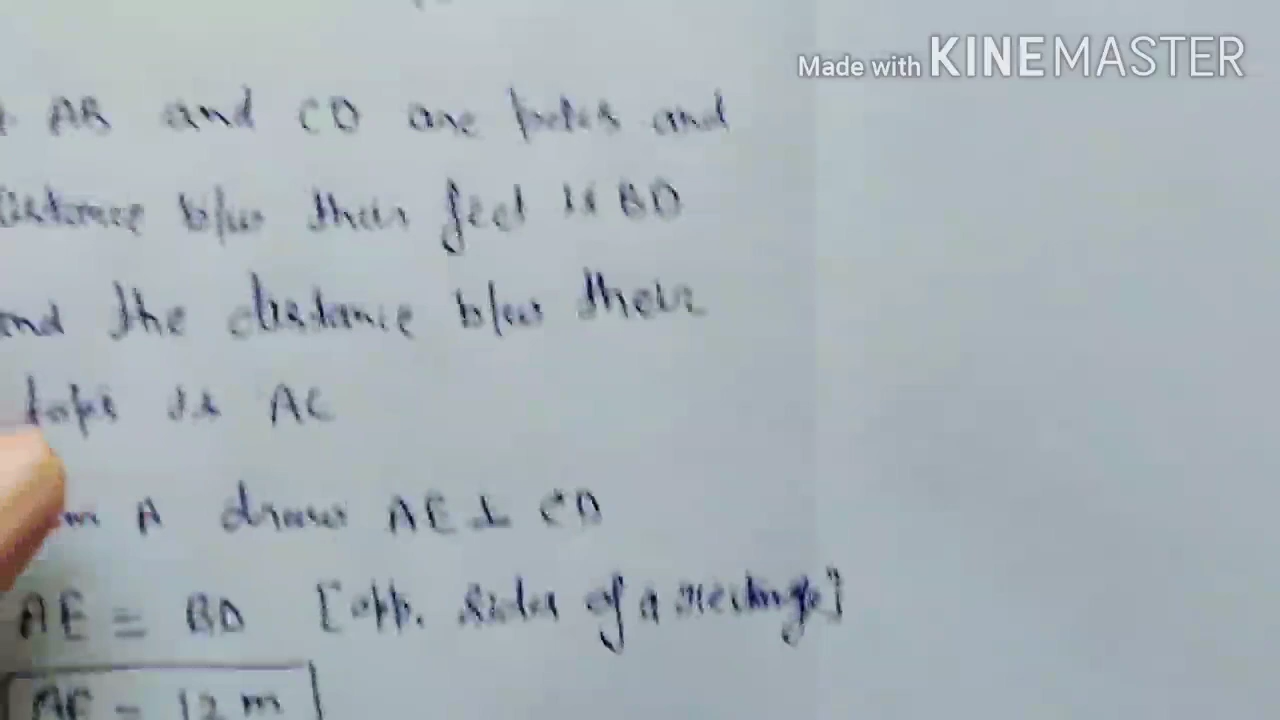 Made with KINEMASTER
AB and CD are poles and
distance b/w their feet is BD
and the distance b/w their
tops is AC
A draw AE ⊥ CD
AE = BD [opp. sides of a rectangle]
AE = 12 m